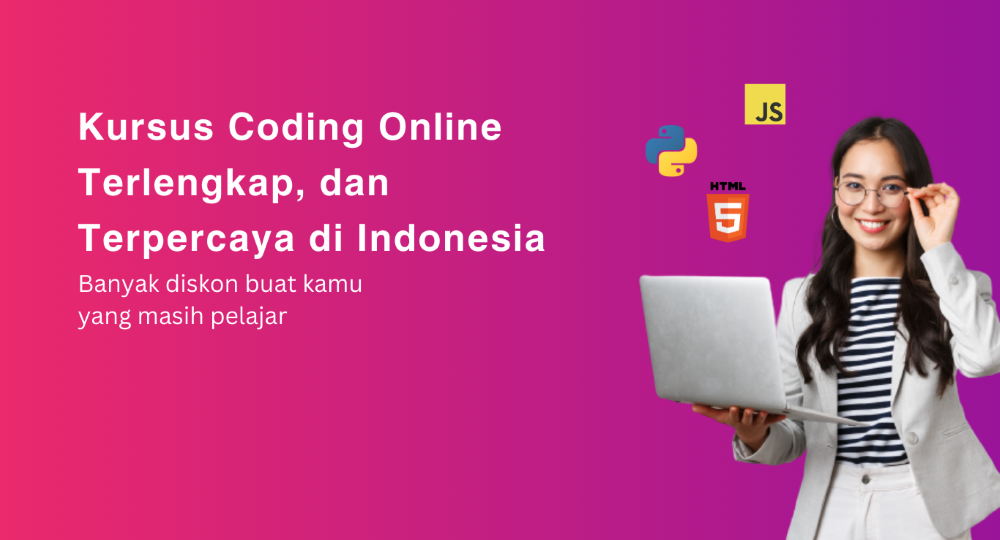 Kursus Coding Online
Terlengkap, dan
Terpercaya di Indonesia
Banyak diskon buat kamu
yang masih pelajar
JS
HTML
5